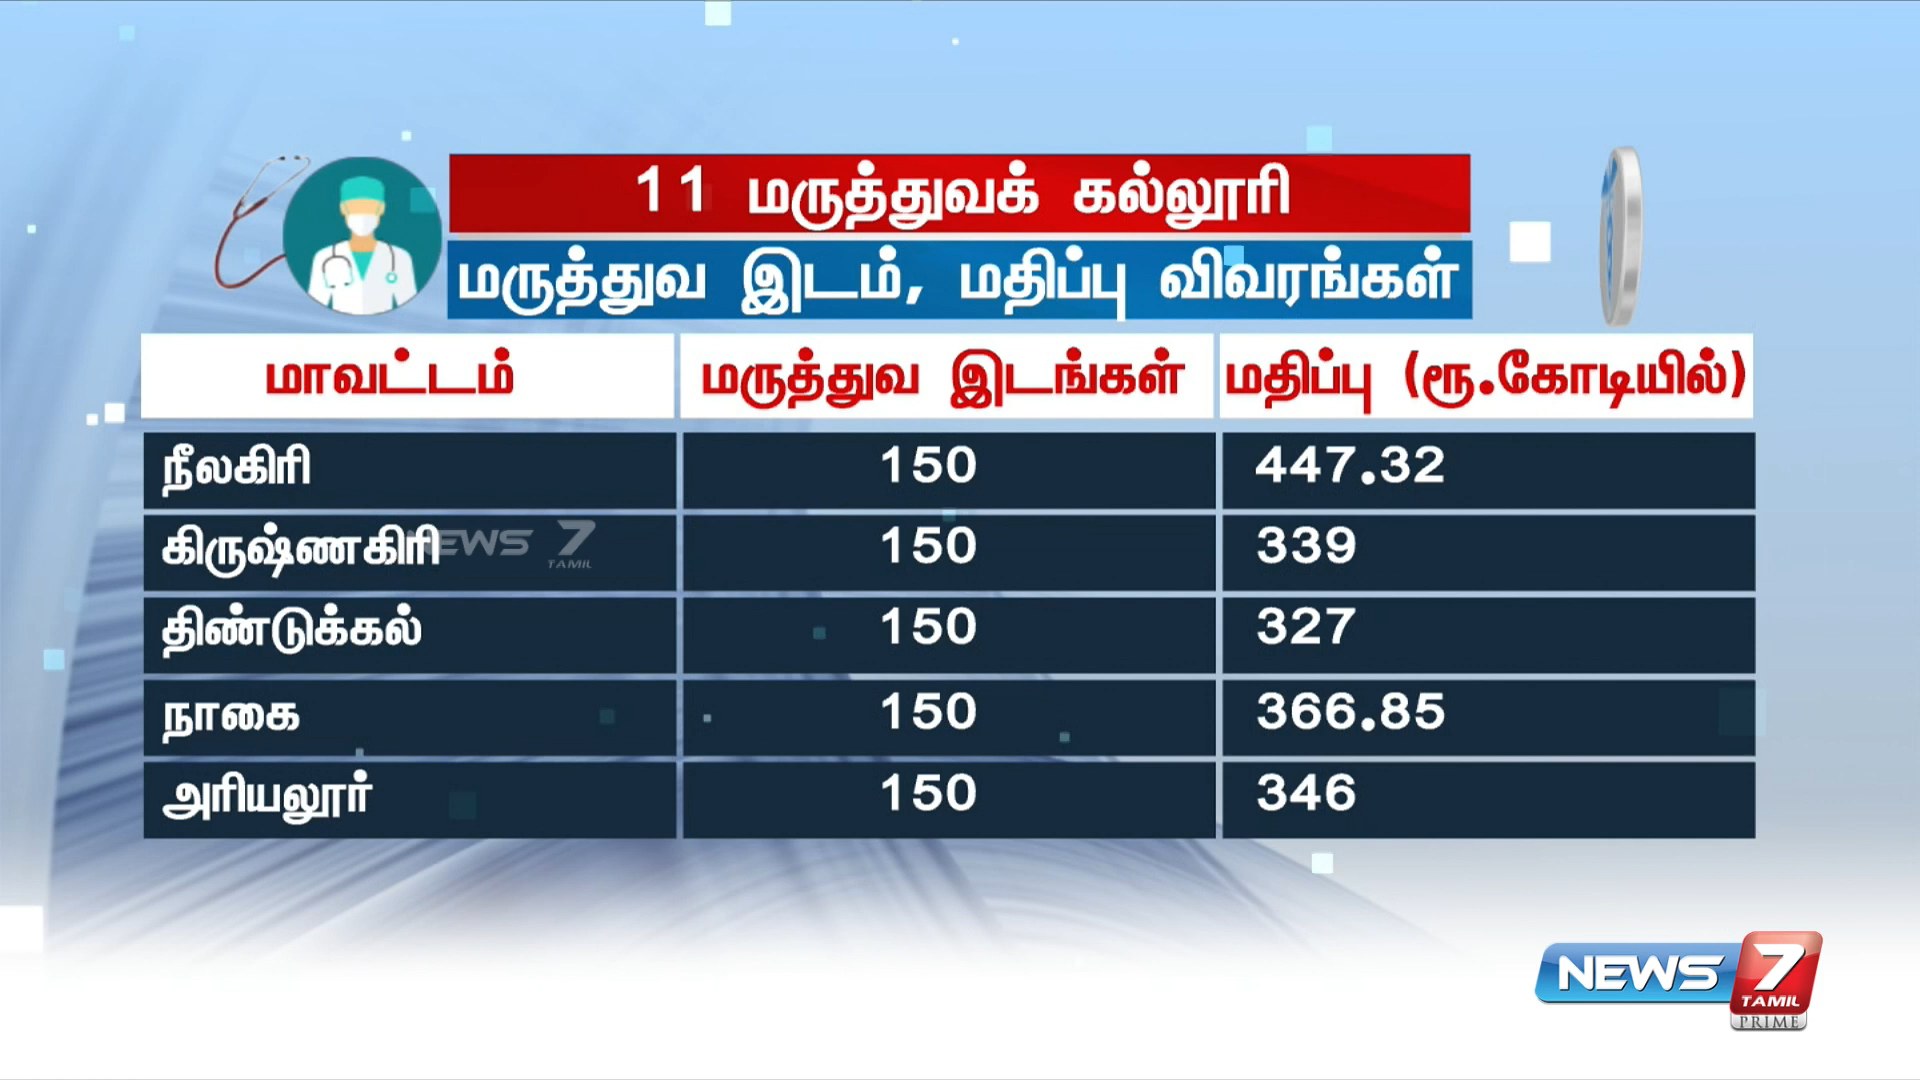 11 மருத்துவக் கல்லூரி
மருத்துவ இடம், மதிப்பு விவரங்கள்
மாவட்டம் மருத்துவ இடங்கள் மதிப்பு (ரூ.கோடியில்)
நீலகிரி 150 447.32
கிருஷ்ணகிரி 150 339
NEWS 7
TAMIL
திண்டுக்கல் 150 327
நாகை 150 366.85
அரியலூர் 150 346
NEWS 7
TAMIL
PRIME